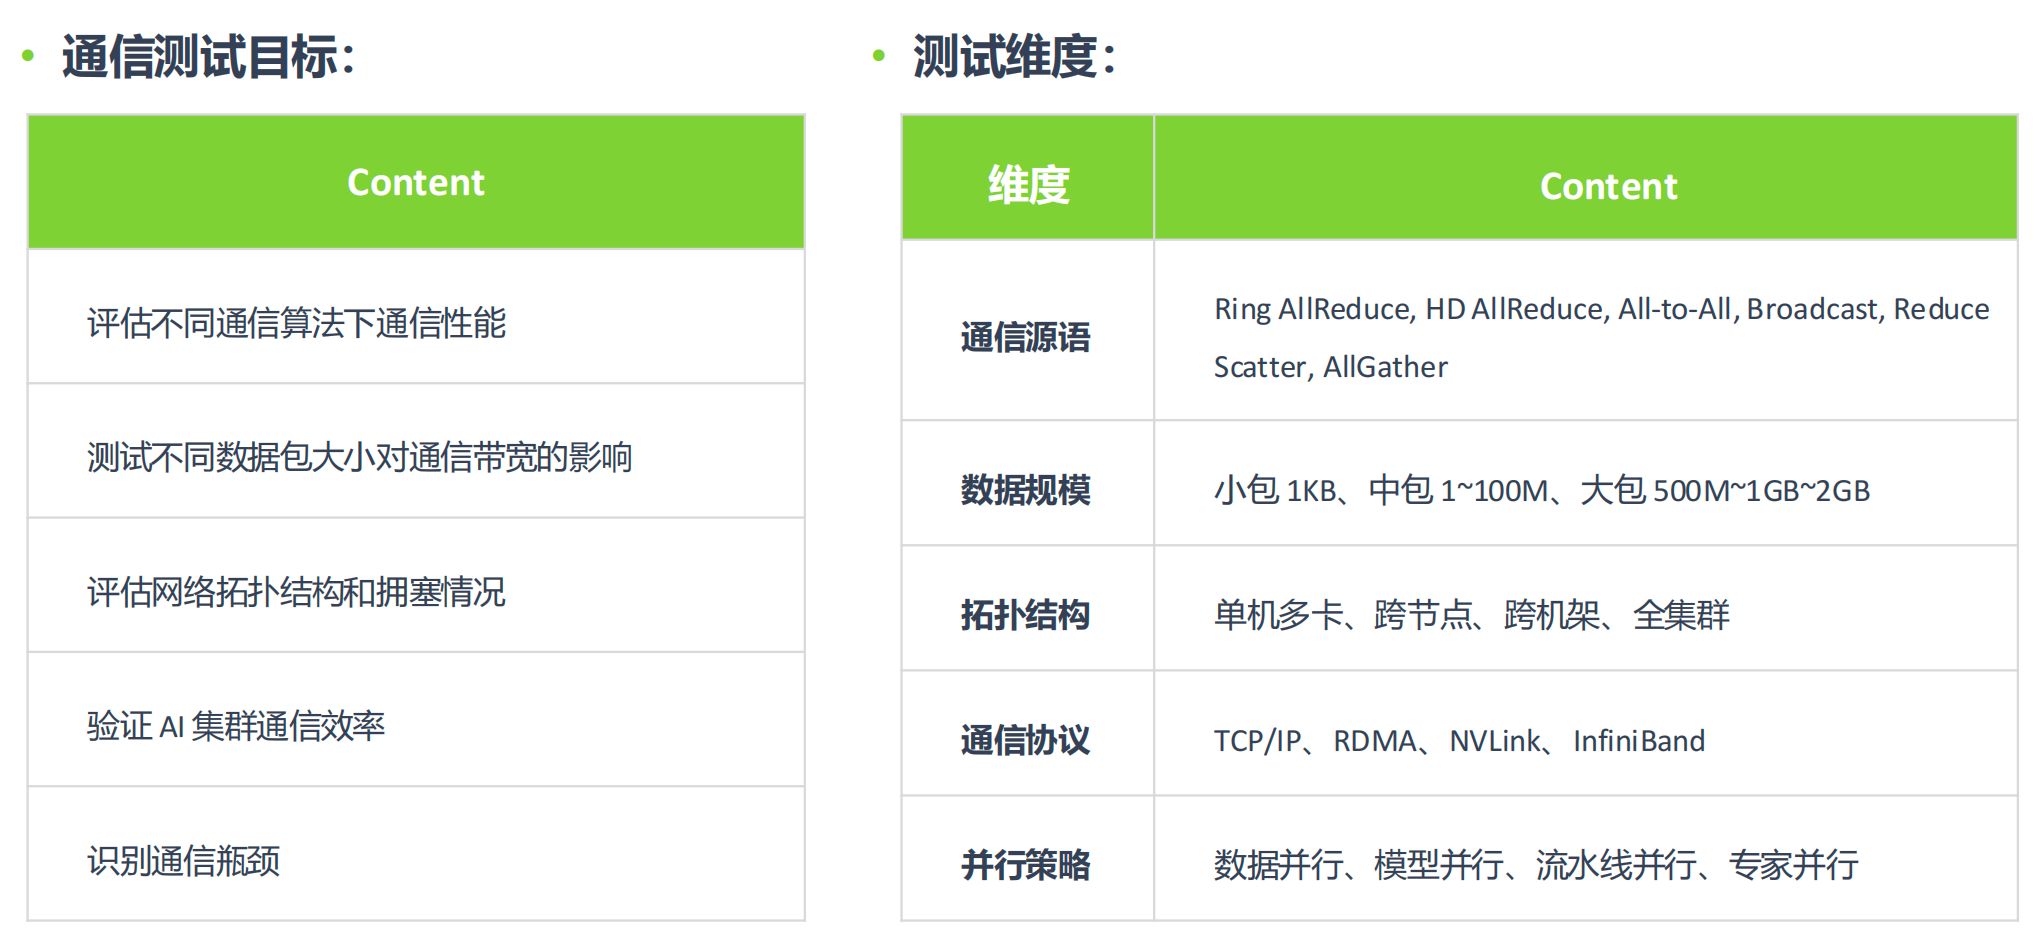 • 通信测试目标：
Content
评估不同通信算法下通信性能
测试不同数据包大小对通信带宽的影响
评估网络拓扑结构和拥塞情况
验证 AI 集群通信效率
识别通信瓶颈
• 测试维度：
维度 Content
通信源语 Ring AllReduce, HD AllReduce, All-to-All, Broadcast, Reduce
Scatter, AllGather
数据规模 小包 1KB、中包 1~100M、大包 500M~1GB~2GB
拓扑结构 单机多卡、跨节点、跨机架、全集群
通信协议 TCP/IP、RDMA、NVLink、InfiniBand
并行策略 数据并行、模型并行、流水线并行、专家并行